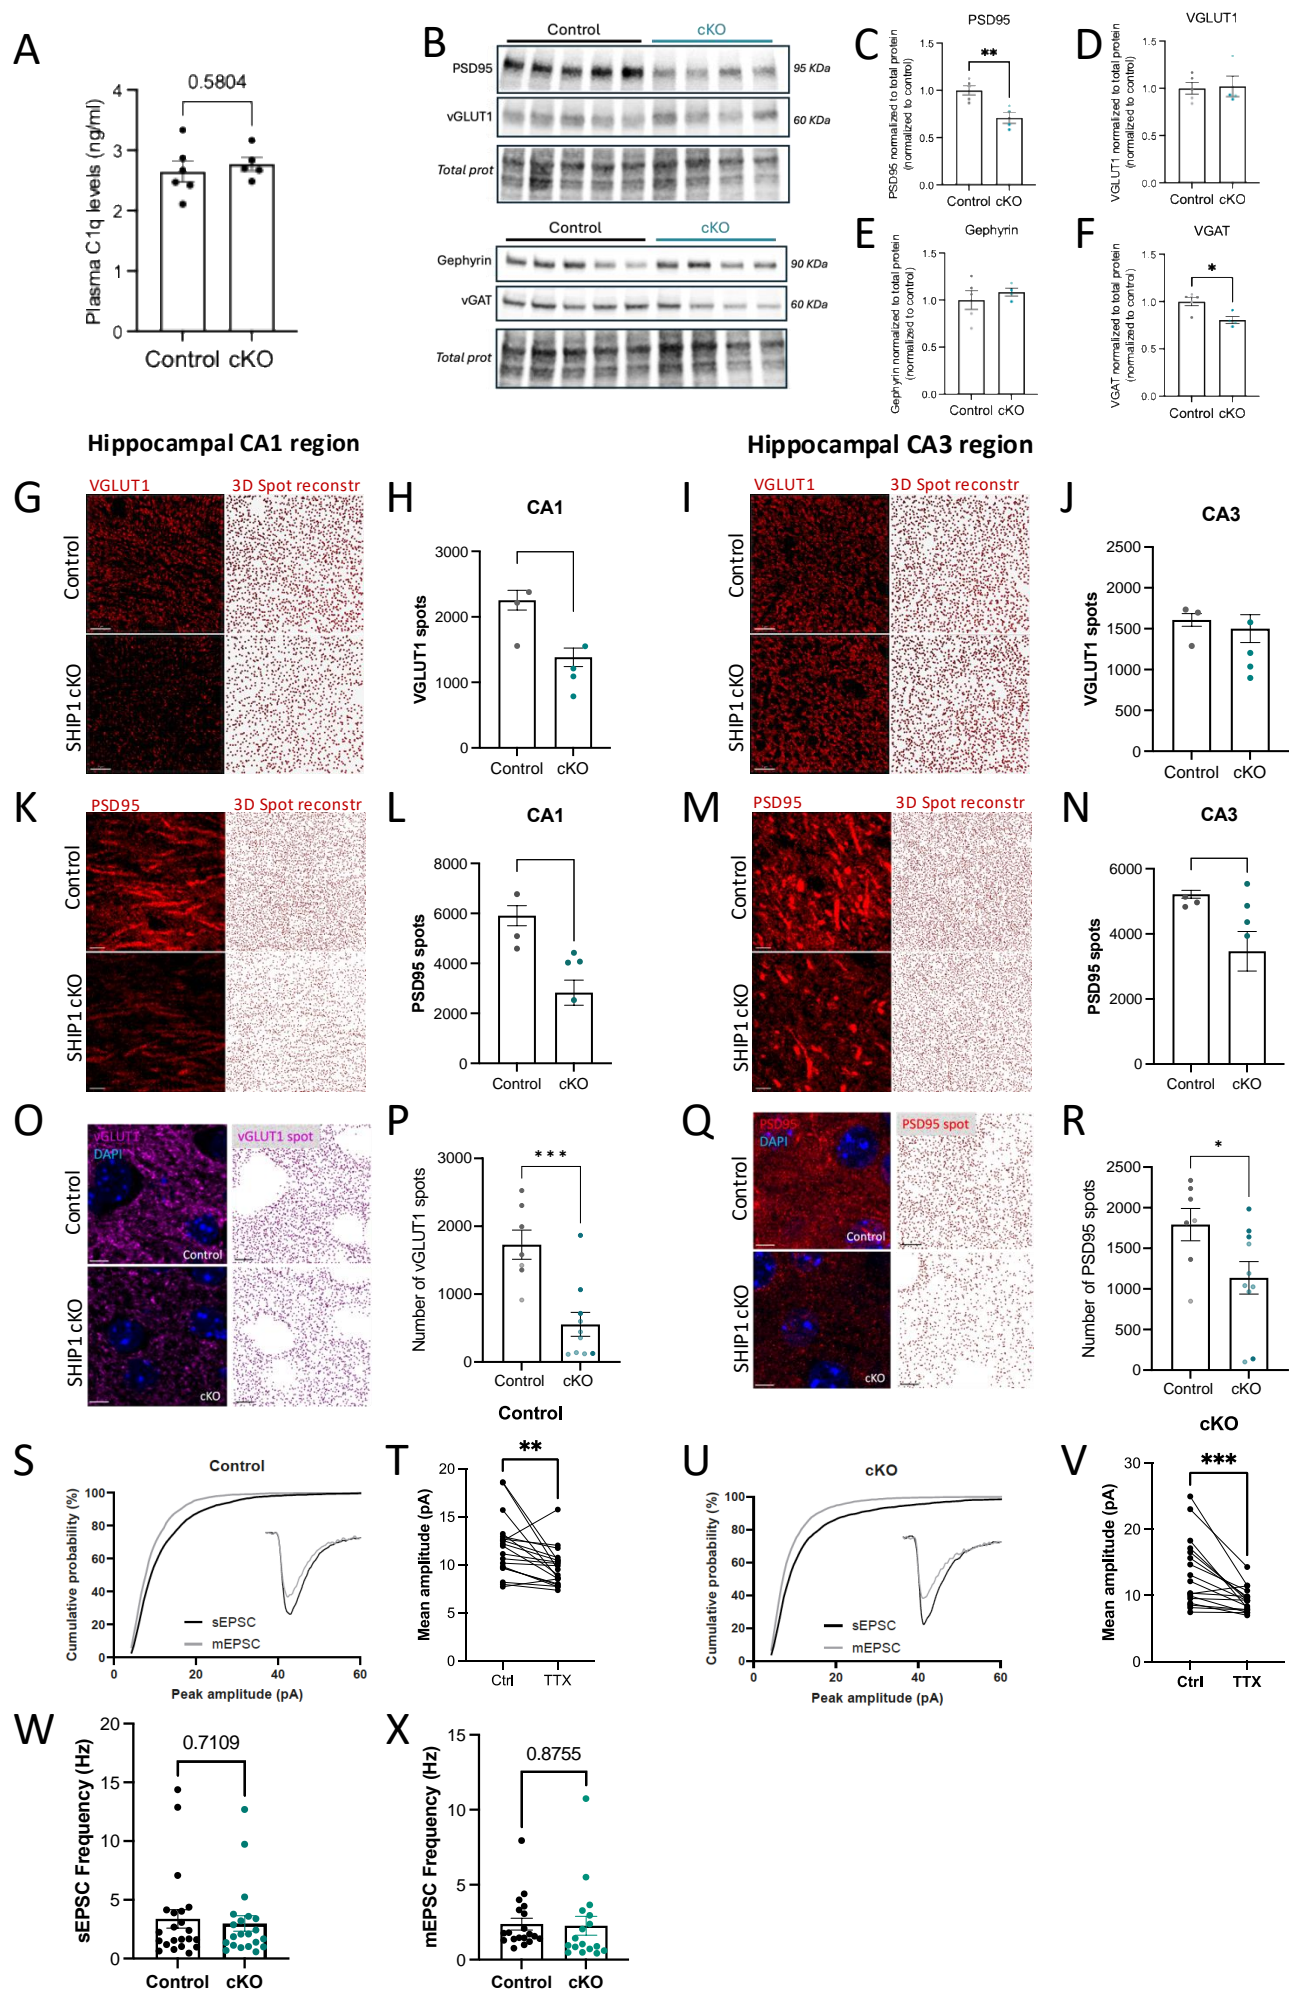 A
0.5804
Plasma C1q levels (ng/ml)
4
3
2
1
0
Control cKO
B
Control cKO
PSD95
95 KDa
vGLUT1
60 KDa
Total prot
Control cKO
Gephyrin
90 KDa
vGAT
60 KDa
Total prot
C
PSD95
**
PSD95 normalized to total protein
(normalized to control)
1.5
1.0
0.5
0.0
Control cKO
D
VGLUT1
VGLUT1 normalized to total protein
(normalized to control)
1.5
1.0
0.5
0.0
Control cKO
E
Gephyrin
Gephyrin normalized to total protein
(normalized to control)
1.5
1.0
0.5
0.0
Control cKO
F
VGAT
*
VGAT normalized to total protein
(normalized to control)
1.5
1.0
0.5
0.0
Control cKO
Hippocampal CA1 region
Hippocampal CA3 region
G
VGLUT1 3D Spot reconstr
Control
SHIP1 cKO
H
CA1
VGLUT1 spots
3000
2000
1000
0
Control cKO
I
VGLUT1 3D Spot reconstr
Control
SHIP1 cKO
J
CA3
VGLUT1 spots
2500
2000
1500
1000
500
0
Control cKO
K
PSD95 3D Spot reconstr
Control
SHIP1 cKO
L
CA1
PSD95 spots
8000
6000
4000
2000
0
Control cKO
M
PSD95 3D Spot reconstr
Control
SHIP1 cKO
N
CA3
PSD95 spots
6000
4000
2000
0
Control cKO
O
vGLUT1
DAPI
vGLUT1 spot
Control
Control
SHIP1 cKO
cKO
P
***
Number of vGLUT1 spots
3000
2000
1000
0
Control cKO
Q
PSD95
DAPI
PSD95 spot
Control
Control
SHIP1 cKO
cKO
R
*
Number of PSD95 spots
2500
2000
1500
1000
500
0
Control cKO
S
Control
Cumulative probability (%)
100
80
60
40
20
0
sEPSC
mEPSC
0 20 40 60
Peak amplitude (pA)
T
Control
**
Mean amplitude (pA)
20
15
10
5
0
Ctrl TTX
U
cKO
Cumulative probability (%)
100
80
60
40
20
0
sEPSC
mEPSC
0 20 40 60
Peak amplitude (pA)
V
cKO
***
Mean amplitude (pA)
30
20
10
0
Ctrl TTX
W
0.7109
sEPSC Frequency (Hz)
20
15
10
5
0
Control cKO
X
0.8755
mEPSC Frequency (Hz)
15
10
5
0
Control cKO